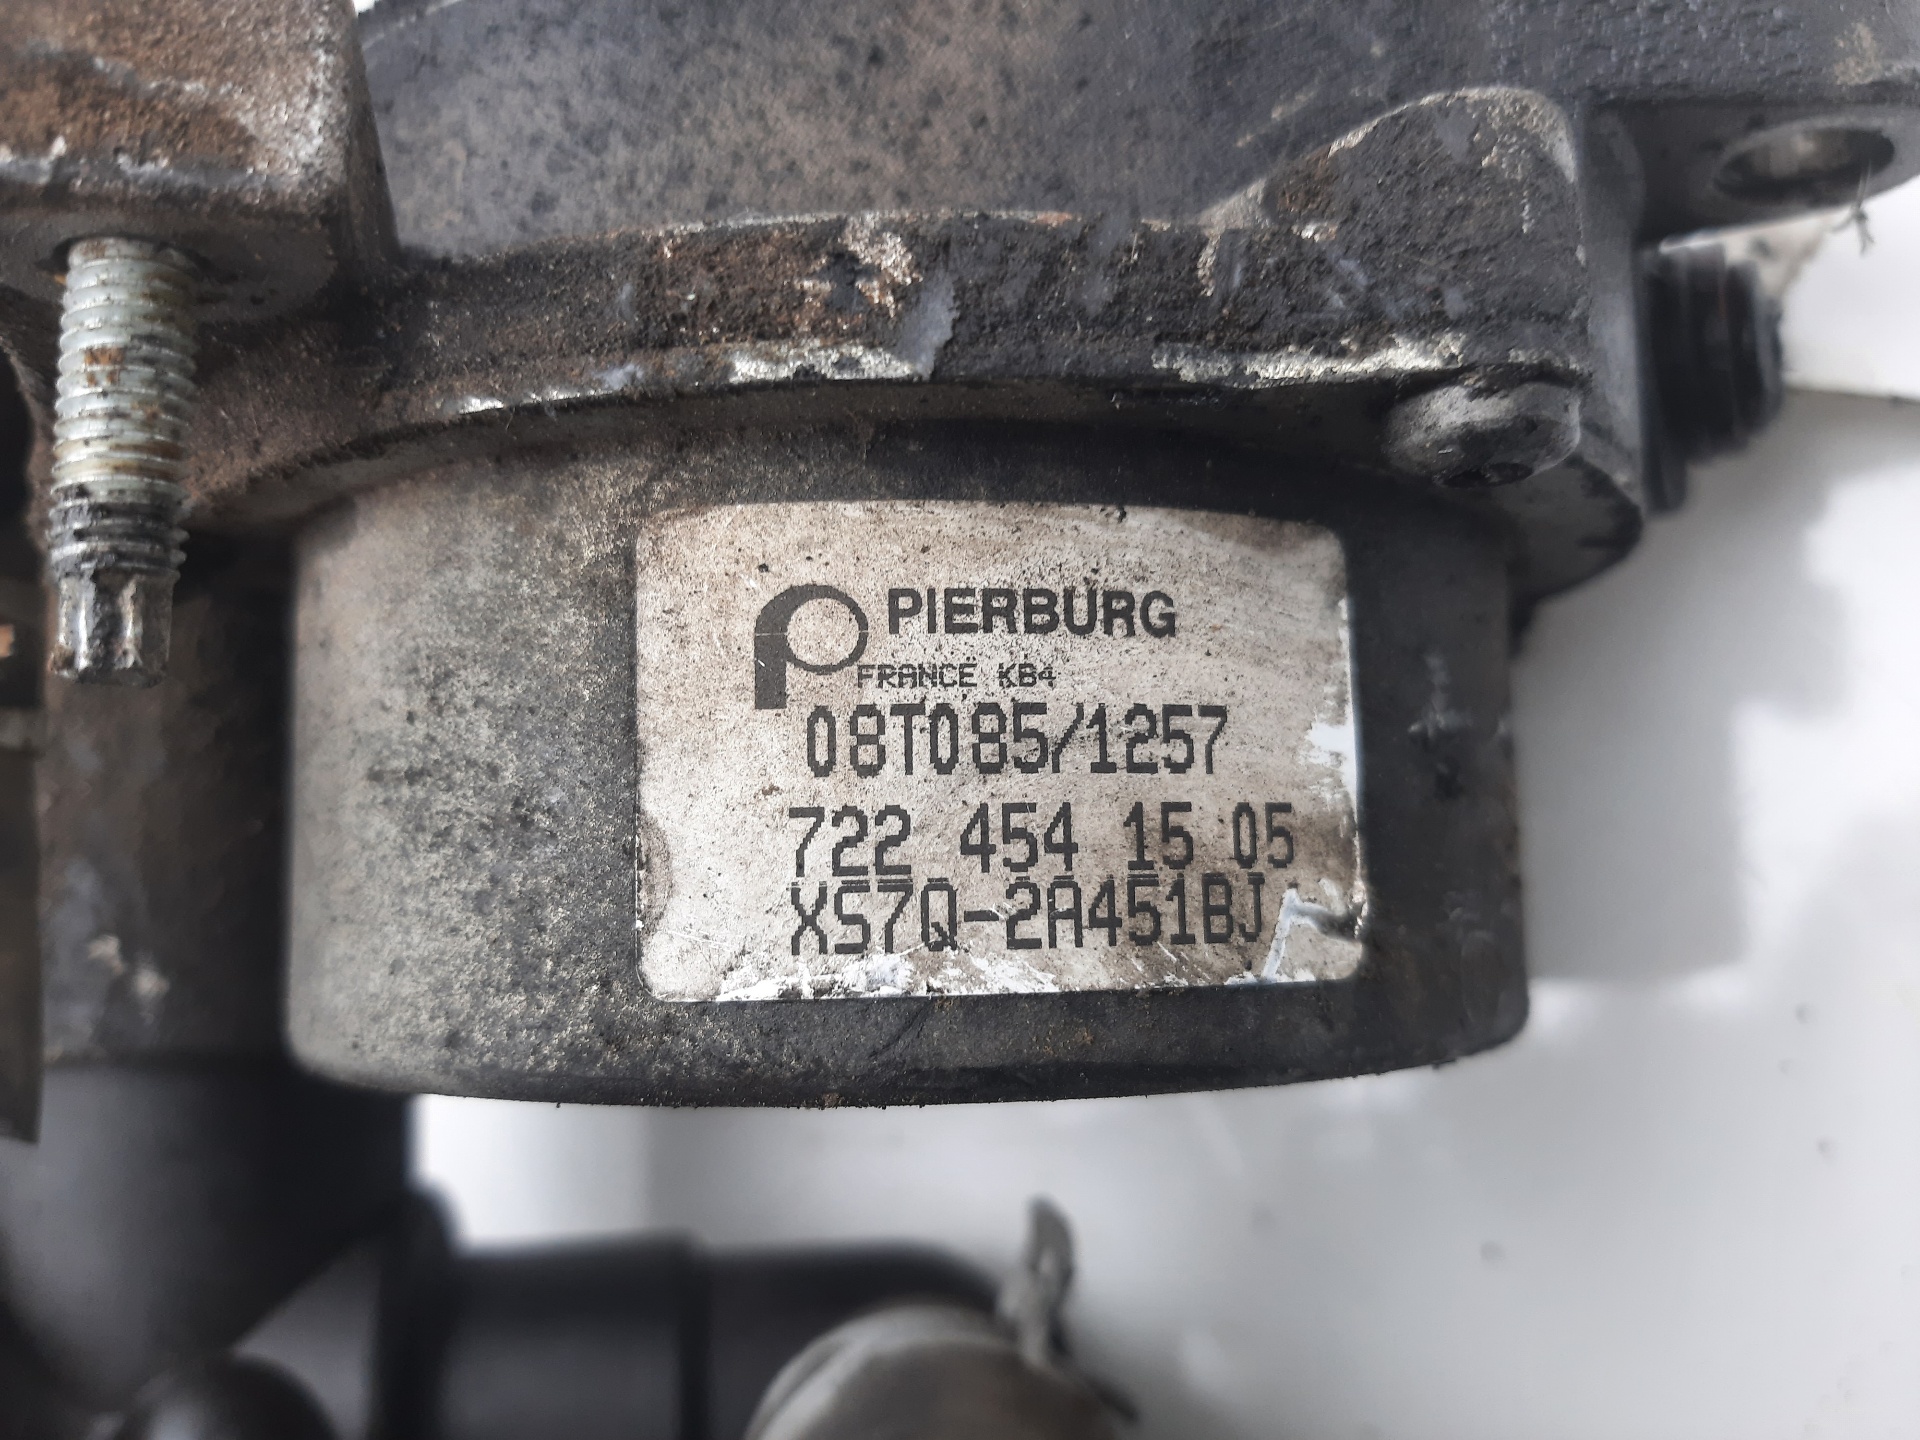 PIERBURG
FRANCE KB4
08T085/1257
722 454 15 05
XS7Q-2A451BJ